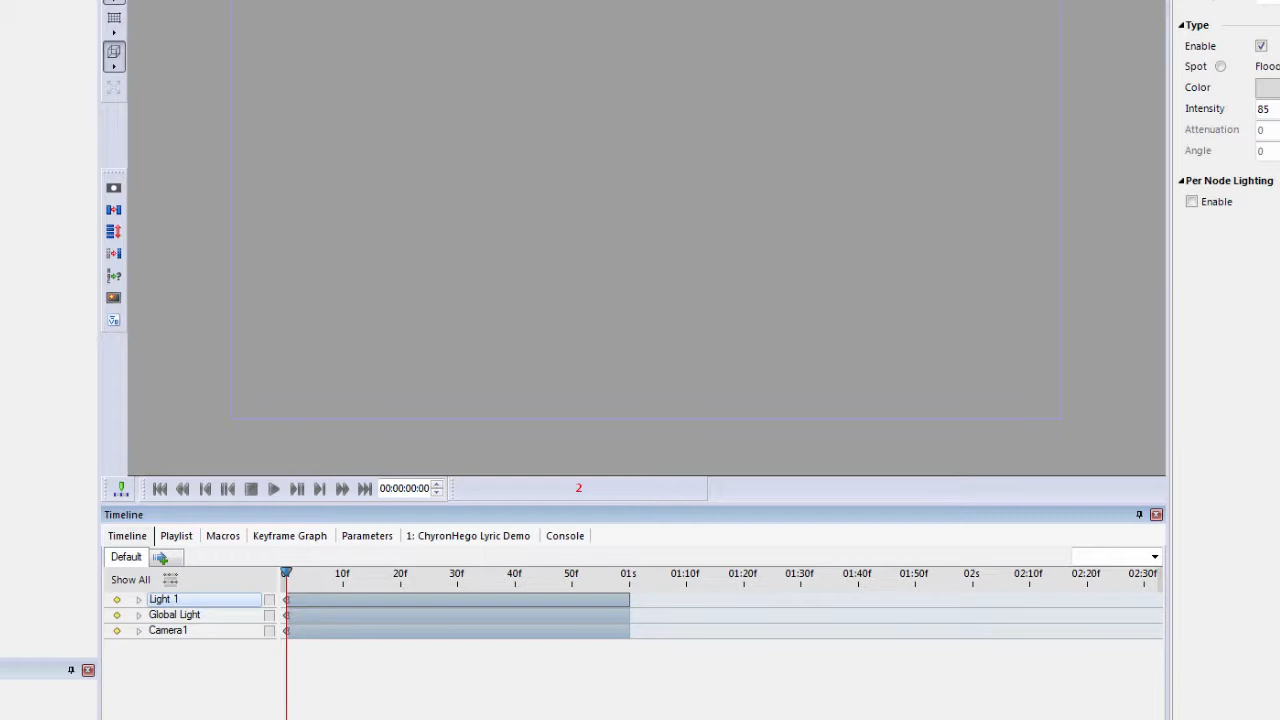 Type
Enable
Spot
Color
Intensity 85
Attenuation 0
Angle 0
Per Node Lighting
Enable
00:00:00:00
2
Timeline
Timeline Playlist Macros Keyframe Graph Parameters 1: ChyronHego Lyric Demo Console
Default
Show All 10f 20f 30f 40f 50f 01s 01:10f 01:20f 01:30f 01:40f 01:50f 02s 02:10f 02:20f 02:30f
Light 1
Global Light
Camera1